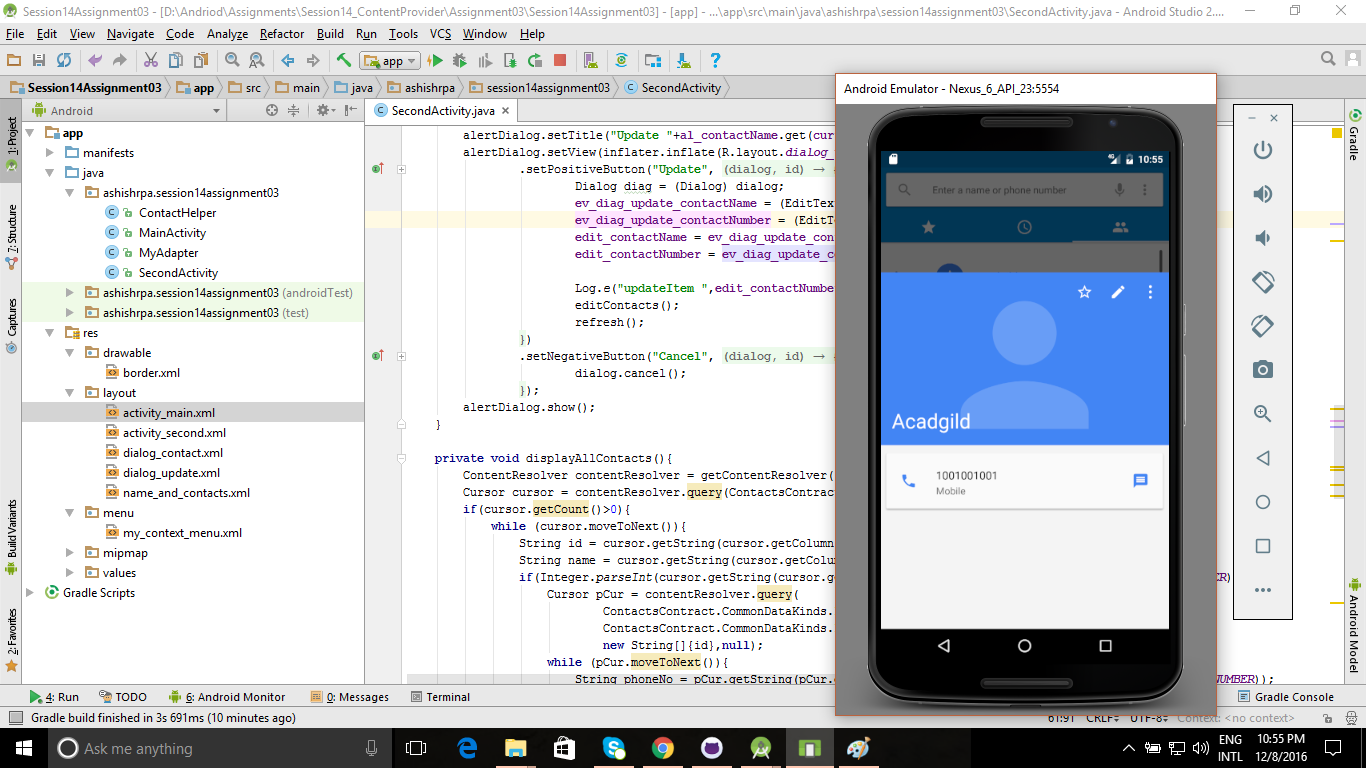 Session14Assignment03 - [D:\Andriod\Assignments\Session14_ContentProvider\Assignment03\Session14Assignment03] - [app] - ...\app\src\main\java\ashishrpa\session14assignment03\SecondActivity.java - Android Studio 2....
File Edit View Navigate Code Analyze Refactor Build Run Tools VCS Window Help
app
Session14Assignment03 app src main java ashishrpa session14assignment03 SecondActivity
Android
SecondActivity.java
1: Project
7: Structure
Captures
Build Variants
2: Favorites
app
manifests
java
ashishrpa.session14assignment03
ContactHelper
MainActivity
MyAdapter
SecondActivity
ashishrpa.session14assignment03 (androidTest)
ashishrpa.session14assignment03 (test)
res
drawable
border.xml
layout
activity_main.xml
activity_second.xml
dialog_contact.xml
dialog_update.xml
name_and_contacts.xml
menu
my_context_menu.xml
mipmap
values
Gradle Scripts
alertDialog.setTitle("Update "+al_contactName.get(cur
alertDialog.setView(inflater.inflate(R.layout.dialog_
.setPositiveButton("Update", (dialog, id) →
Dialog diag = (Dialog) dialog;
ev_diag_update_contactName = (EditTex
ev_diag_update_contactNumber = (EditT
edit_contactName = ev_diag_update_con
edit_contactNumber = ev_diag_update_c
Log.e("updateItem ",edit_contactNumbe
editContacts();
refresh();
})
.setNegativeButton("Cancel", (dialog, id) →
dialog.cancel();
});
alertDialog.show();
}
private void displayAllContacts(){
ContentResolver contentResolver = getContentResolver(
Cursor cursor = contentResolver.query(ContactsContrac
if(cursor.getCount()>0){
while (cursor.moveToNext()){
String id = cursor.getString(cursor.getColumn
String name = cursor.getString(cursor.getColu
if(Integer.parseInt(cursor.getString(cursor.ge
ER)
Cursor pCur = contentResolver.query(
ContactsContract.CommonDataKinds.
ContactsContract.CommonDataKinds.
new String[]{id},null);
while (pCur.moveToNext()){
String phoneNo = pCur.getString(pCur.
NUMBER));
Android Emulator - Nexus_6_API_23:5554
10:55
Enter a name or phone number
Acadgild
1001001001
Mobile
Gradle
Android Model
4: Run TODO 6: Android Monitor 0: Messages Terminal Gradle Console
Gradle build finished in 3s 691ms (10 minutes ago)
61:91 CRLF UTF-8 Context: <no context>
Ask me anything
ENG
INTL
10:55 PM
12/8/2016